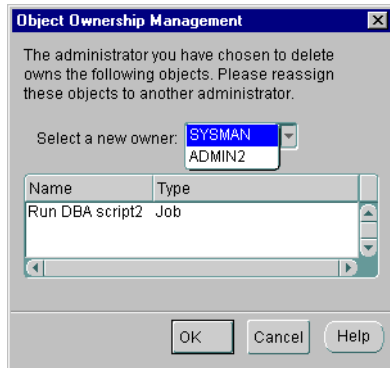 Object Ownership Management
The administrator you have chosen to delete
owns the following objects. Please reassign
these objects to another administrator.
Select a new owner: SYSMAN
ADMIN2
Name Type
Run DBA script2 Job
OK Cancel Help